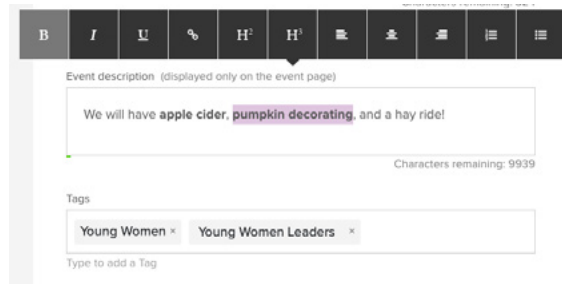 B I U H² H³
Event description (displayed only on the event page)
We will have apple cider, pumpkin decorating, and a hay ride!
Characters remaining: 9939
Tags
Young Women × Young Women Leaders ×
Type to add a Tag